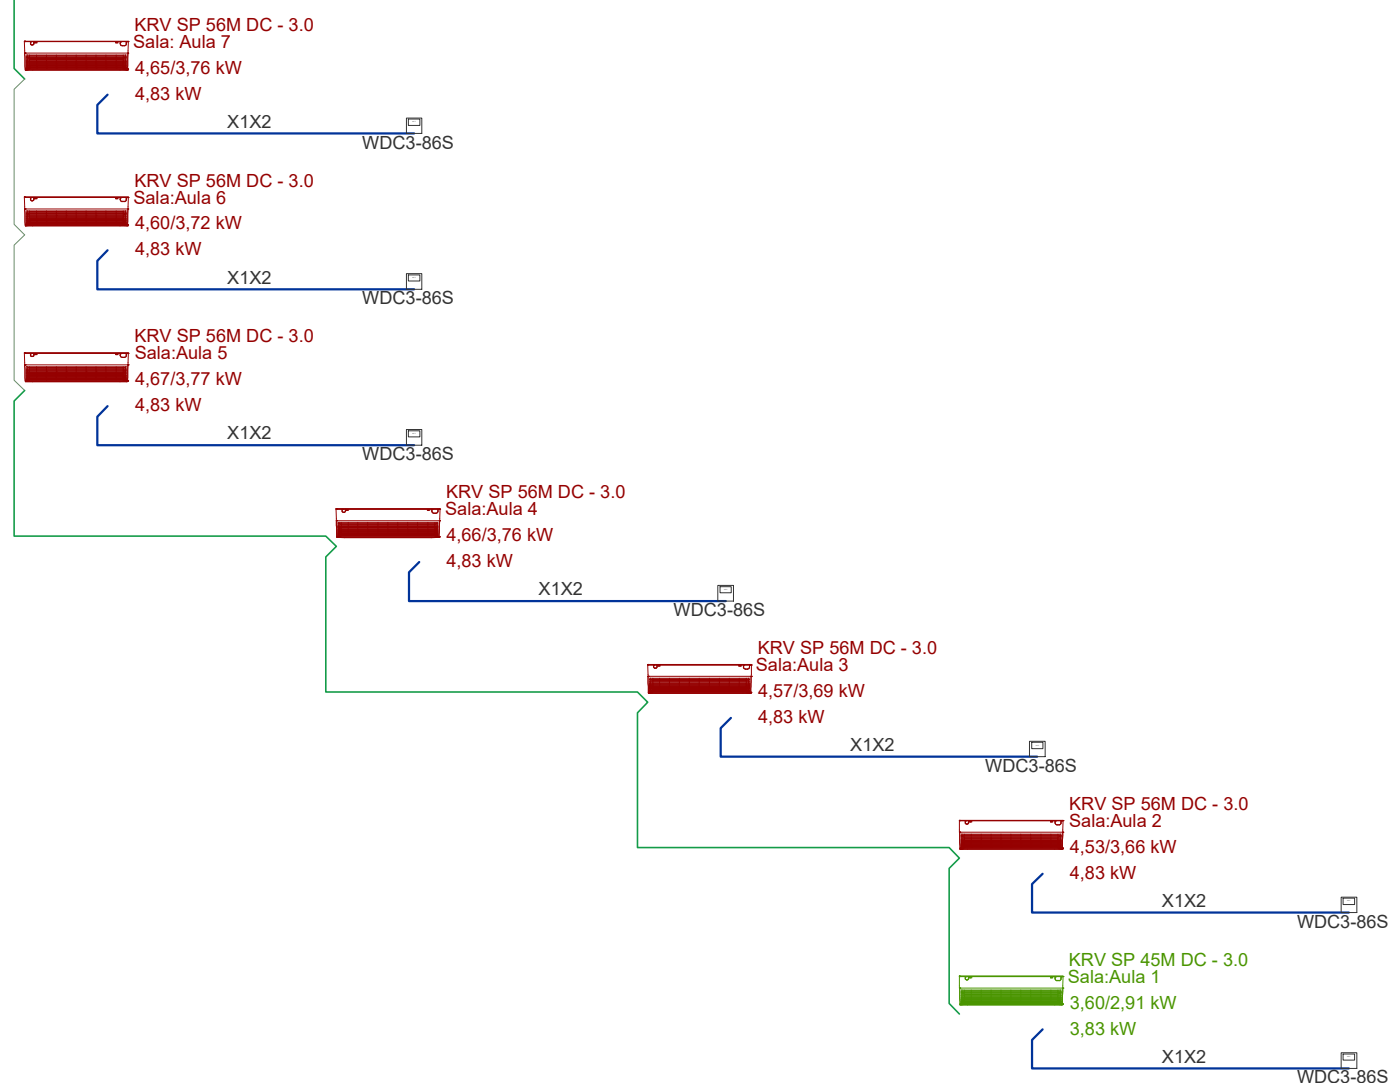 KRV SP 56M DC - 3.0
Sala: Aula 7
4,65/3,76 kW
4,83 kW
X1X2
WDC3-86S
KRV SP 56M DC - 3.0
Sala:Aula 6
4,60/3,72 kW
4,83 kW
X1X2
WDC3-86S
KRV SP 56M DC - 3.0
Sala:Aula 5
4,67/3,77 kW
4,83 kW
X1X2
WDC3-86S
KRV SP 56M DC - 3.0
Sala:Aula 4
4,66/3,76 kW
4,83 kW
X1X2
WDC3-86S
KRV SP 56M DC - 3.0
Sala:Aula 3
4,57/3,69 kW
4,83 kW
X1X2
WDC3-86S
KRV SP 56M DC - 3.0
Sala:Aula 2
4,53/3,66 kW
4,83 kW
X1X2
WDC3-86S
KRV SP 45M DC - 3.0
Sala:Aula 1
3,60/2,91 kW
3,83 kW
X1X2
WDC3-86S